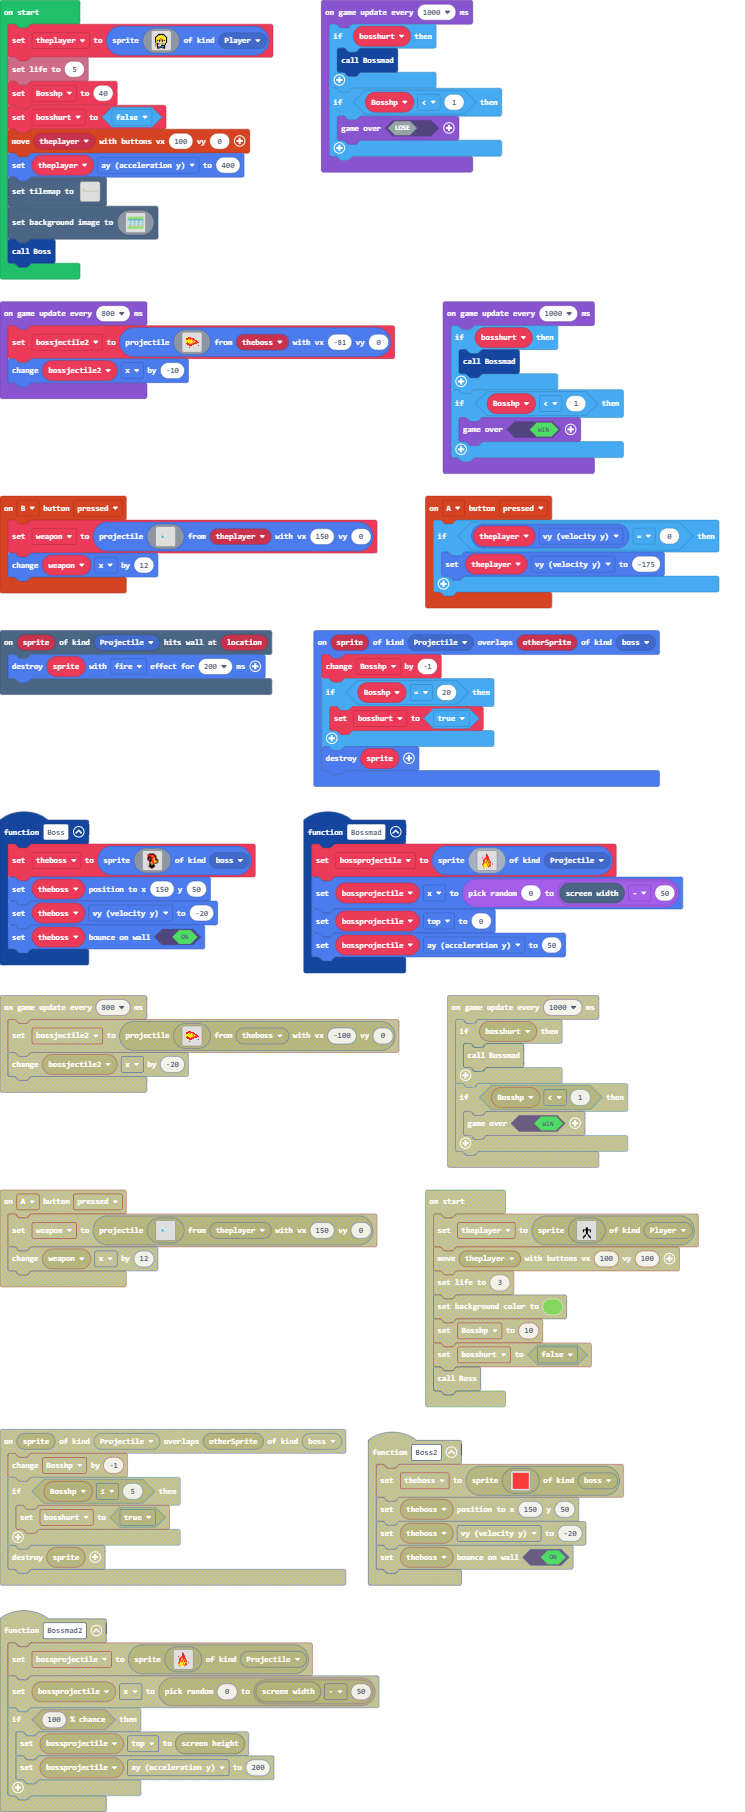 on start
set theplayer to sprite of kind Player
set life to 5
set Bosshp to 40
set bosshurt to false
move theplayer with buttons vx 100 vy 0
set theplayer ay (acceleration y) to 400
set tilemap to
set background image to
call Boss
on game update every 1000 ms
if bosshurt then
call Bossmad
if Bosshp < 1 then
game over LOSE
on game update every 800 ms
set bossjectile2 to projectile from theboss with vx -81 vy 0
change bossjectile2 x by -10
on game update every 1000 ms
if bosshurt then
call Bossmad
if Bosshp < 1 then
game over WIN
on B button pressed
set weapon to projectile from theplayer with vx 150 vy 0
change weapon x by 12
on A button pressed
if theplayer vy (velocity y) = 0 then
set theplayer vy (velocity y) to -175
on sprite of kind Projectile hits wall at location
destroy sprite with fire effect for 200 ms
on sprite of kind Projectile overlaps otherSprite of kind boss
change Bosshp by -1
if Bosshp = 20 then
set bosshurt to true
destroy sprite
function Boss
set theboss to sprite of kind boss
set theboss position to x 150 y 50
set theboss vy (velocity y) to -20
set theboss bounce on wall ON
function Bossmad
set bossprojectile to sprite of kind Projectile
set bossprojectile x to pick random 0 to screen width - 50
set bossprojectile top to 0
set bossprojectile ay (acceleration y) to 50
on game update every 800 ms
set bossjectile2 to projectile from theboss with vx -100 vy 0
change bossjectile2 x by -20
on game update every 1000 ms
if bosshurt then
call Bossmad
if Bosshp < 1 then
game over WIN
on A button pressed
set weapon to projectile from theplayer with vx 150 vy 0
change weapon x by 12
on start
set theplayer to sprite of kind Player
move theplayer with buttons vx 100 vy 100
set life to 3
set background color to
set Bosshp to 10
set bosshurt to false
call Boss
on sprite of kind Projectile overlaps otherSprite of kind boss
change Bosshp by -1
if Bosshp ≤ 5 then
set bosshurt to true
destroy sprite
function Boss2
set theboss to sprite of kind boss
set theboss position to x 150 y 50
set theboss vy (velocity y) to -20
set theboss bounce on wall ON
function Bossmad2
set bossprojectile to sprite of kind Projectile
set bossprojectile x to pick random 0 to screen width - 50
if 100 % chance then
set bossprojectile top to screen height
set bossprojectile ay (acceleration y) to 200